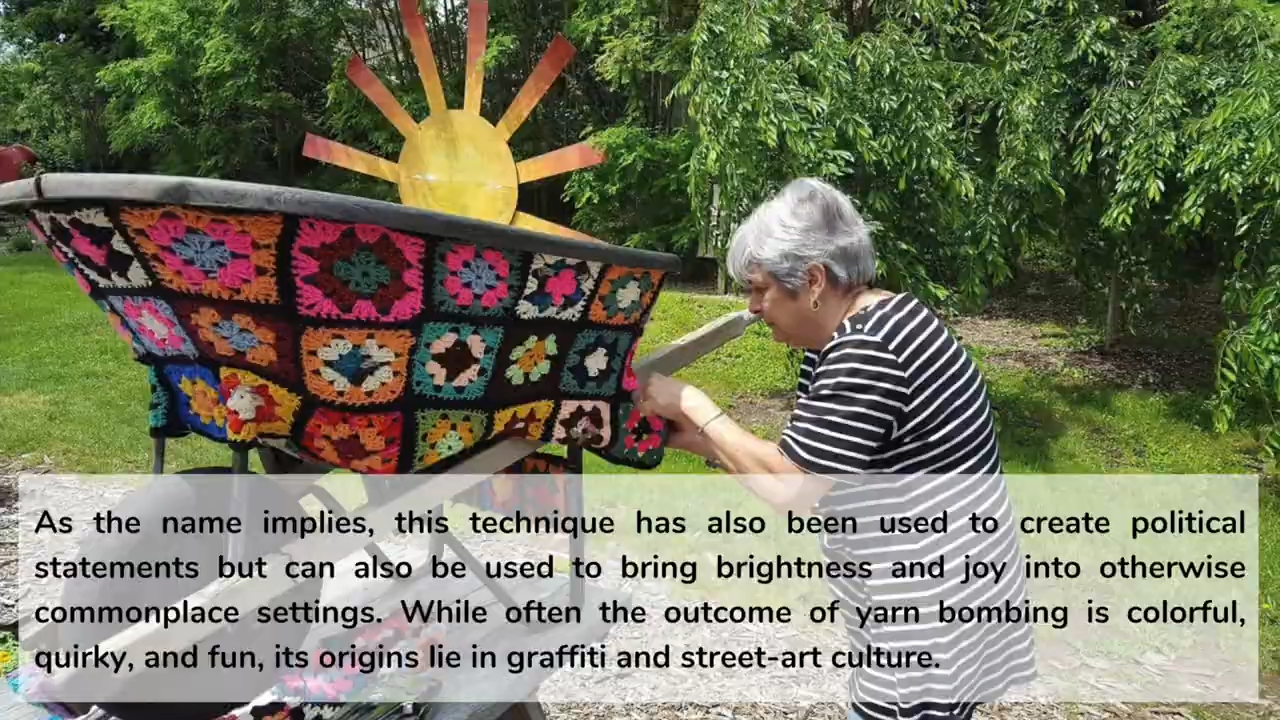 As the name implies, this technique has also been used to create political
statements but can also be used to bring brightness and joy into otherwise
commonplace settings. While often the outcome of yarn bombing is colorful,
quirky, and fun, its origins lie in graffiti and street-art culture.